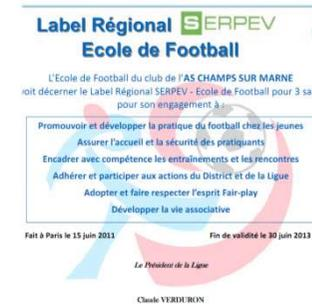 Label Régional SERPEV
Ecole de Football
L'Ecole de Football du club de l'AS CHAMPS SUR MARNE
voit décerner le Label Régional SERPEV - Ecole de Football pour 3 sa
pour son engagement à :
Promouvoir et développer la pratique du football chez les jeunes
Assurer l'accueil et la sécurité des pratiquants
Encadrer avec compétence les entraînements et les rencontres
Adhérer et participer aux actions du District et de la Ligue
Adopter et faire respecter l'esprit Fair-play
Développer la vie associative
Fait à Paris le 15 juin 2011 Fin de validité le 30 juin 2013
Le Président de la Ligue
Claude VERDURON